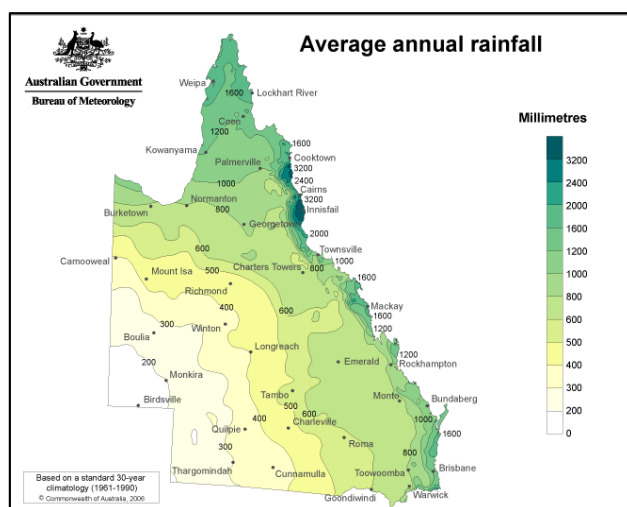 Average annual rainfall
Australian Government
Bureau of Meteorology
Millimetres
3200
3200
2400
2000
1600
1200
1000
800
600
500
400
300
200
0
Weipa
1600
Lockhart River
Coen
1200
1600
Kowanyama
Cooktown
3200
Palmerville
2400
1000
Cairns
3200
Normanton
Innisfail
Burketown
800
Georgetown
2000
600
Townsville
Camooweal
1000
Mount Isa
500
Charters Towers
800
1600
Richmond
400
600
Mackay
1600
300
Winton
1200
Boulia
1200
Longreach
200
Emerald
Rockhampton
Monkira
Tambo
Monto
Birdsville
500
Bundaberg
600
1000
400
Charleville
Quilpie
1600
Roma
300
800
Thargomindah
Cunnamulla
Toowoomba
Brisbane
Goondiwindi
Warwick
Based on a standard 30-year
climatology (1961-1990)
© Commonwealth of Australia, 2006